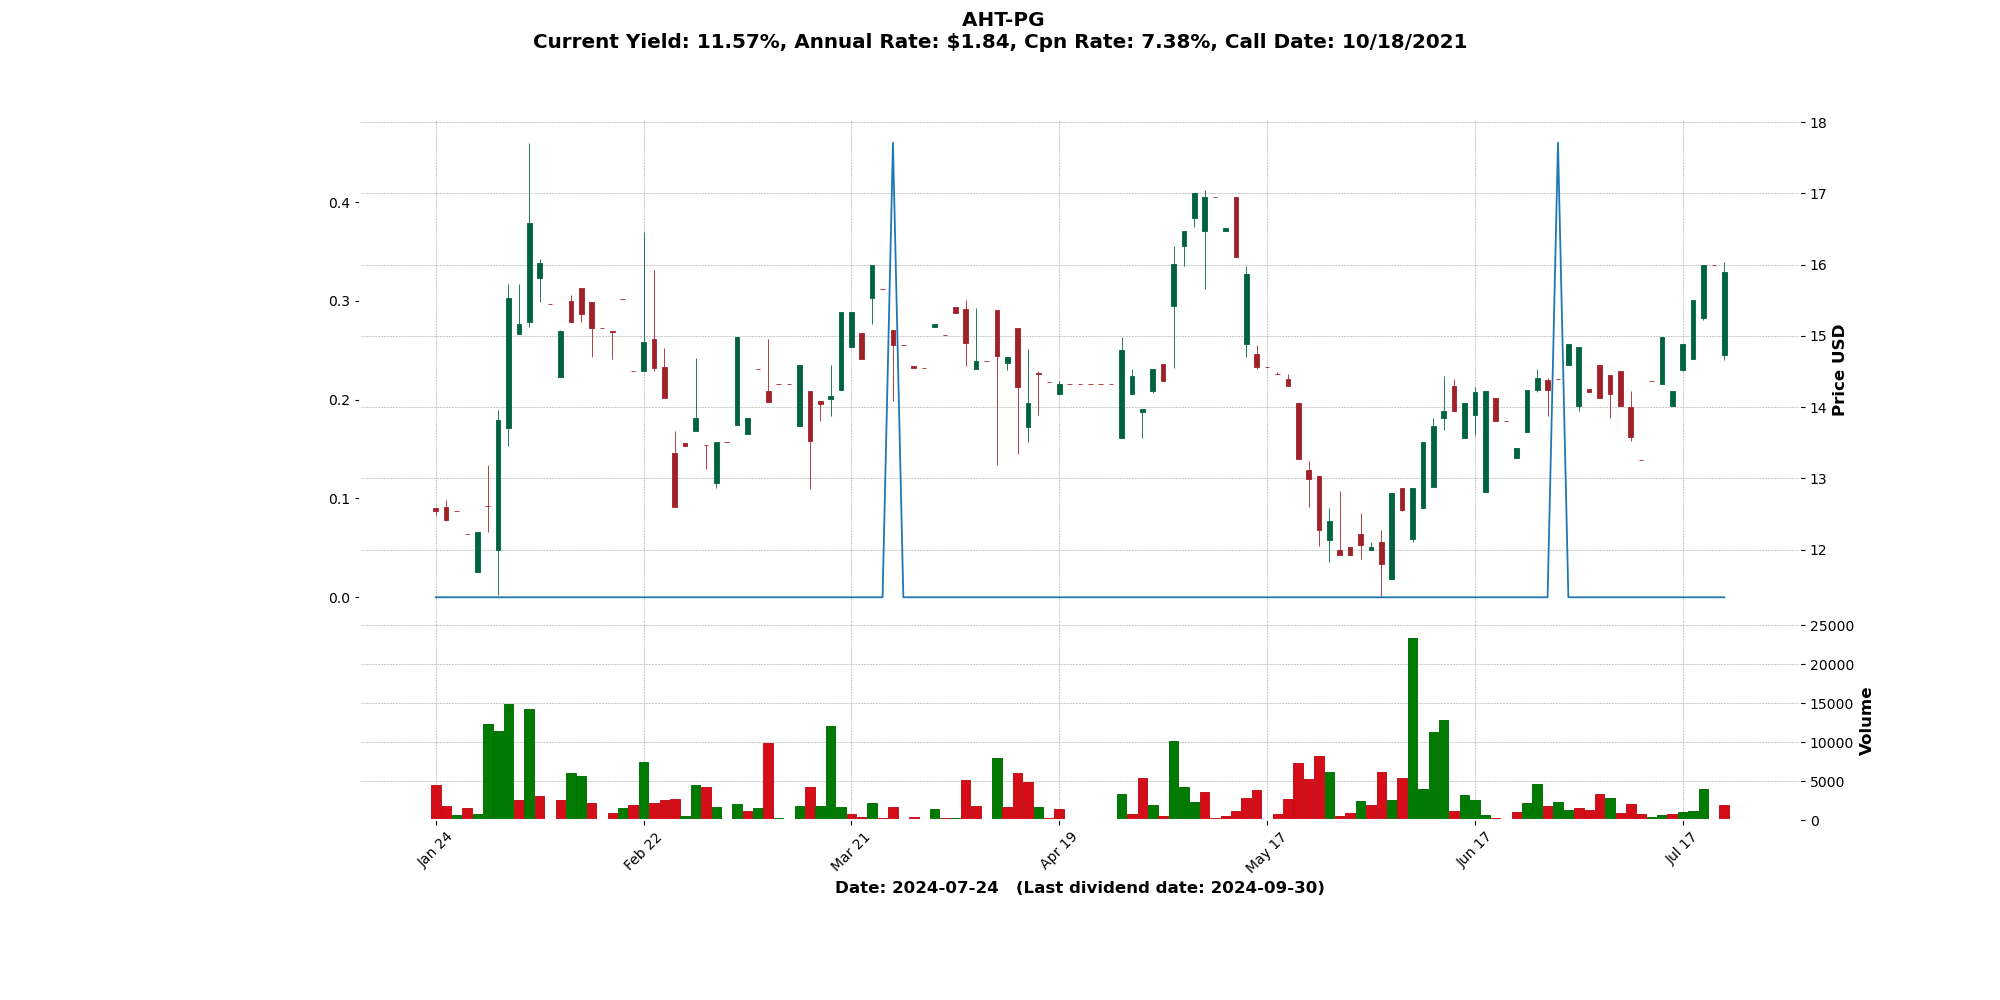 AHT-PG
Current Yield: 11.57%, Annual Rate: $1.84, Cpn Rate: 7.38%, Call Date: 10/18/2021
18
17
16
15
14
13
12
Price USD
0.4
0.3
0.2
0.1
0.0
25000
20000
15000
10000
5000
0
Volume
Jan 24
Feb 22
Mar 21
Apr 19
May 17
Jun 17
Jul 17
Date: 2024-07-24 (Last dividend date: 2024-09-30)